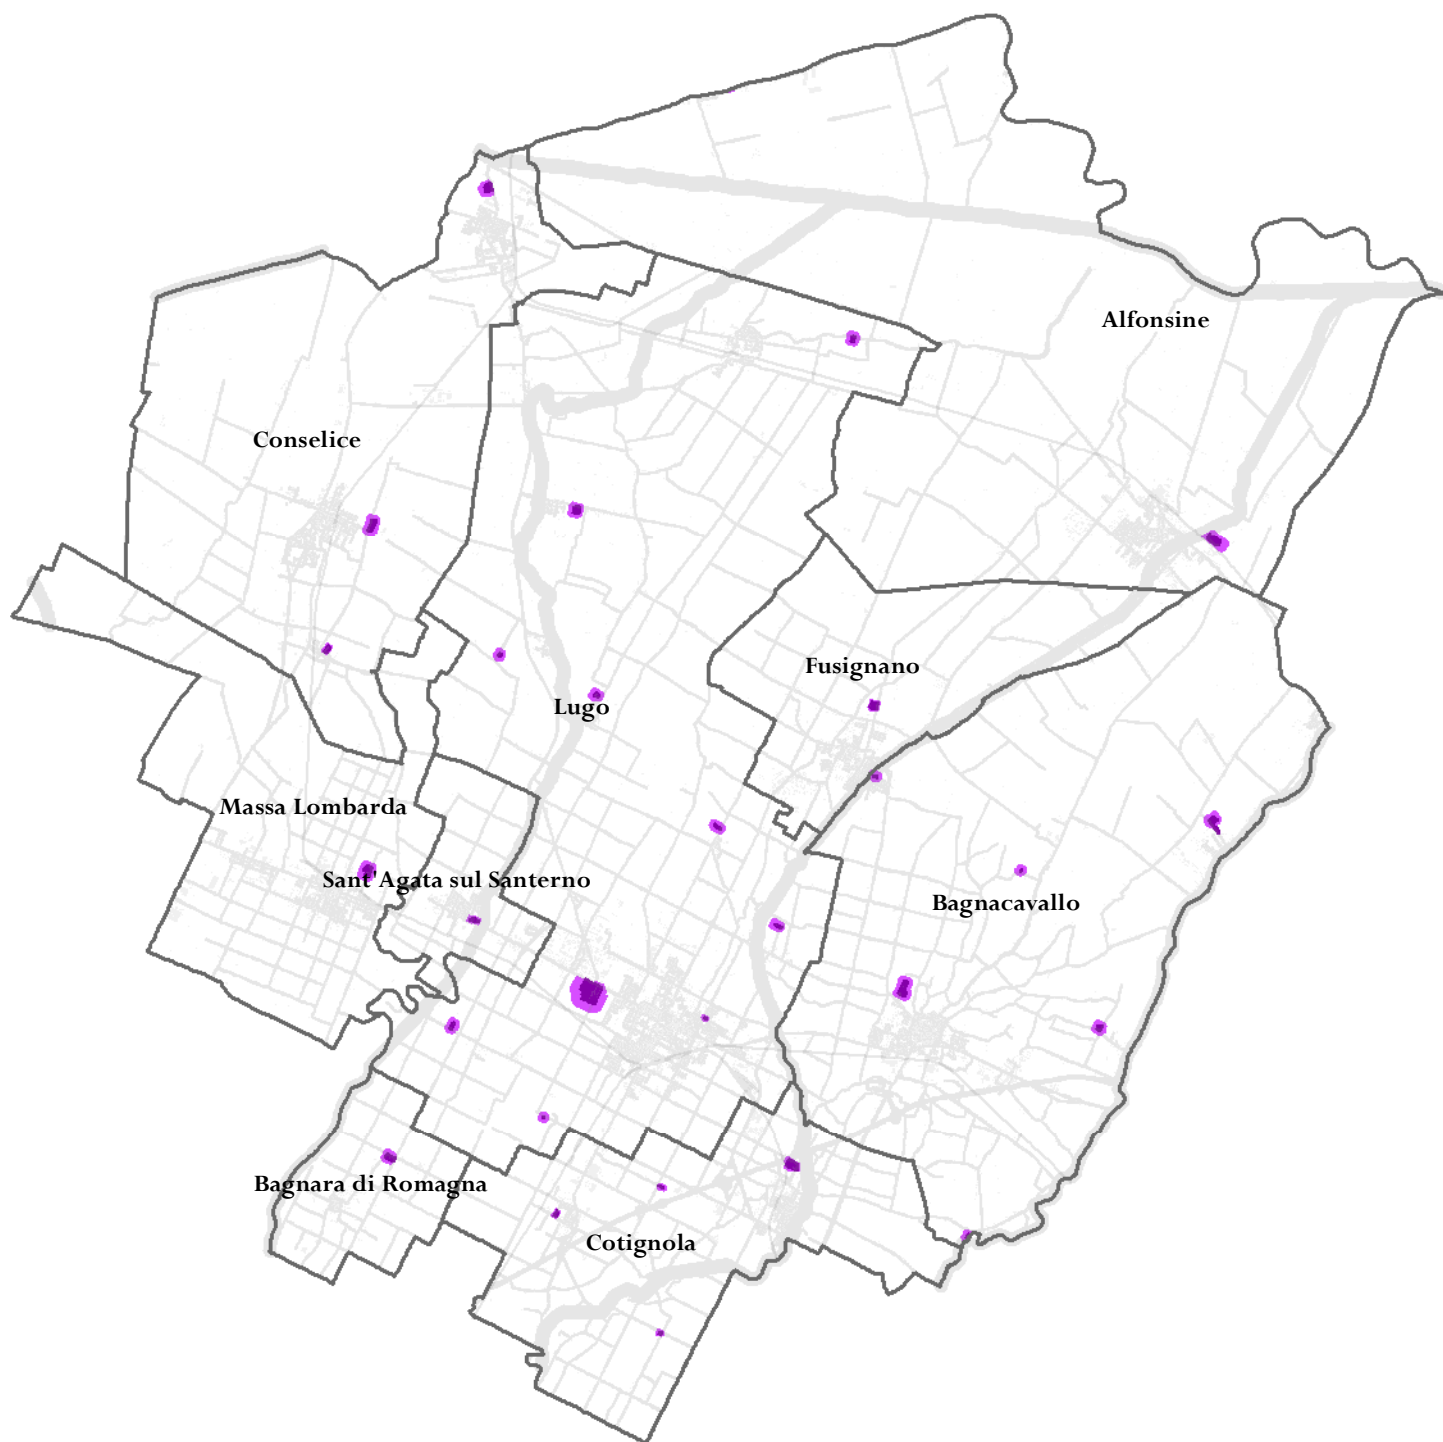 Alfonsine
Conselice
Fusignano
Lugo
Massa Lombarda
Sant'Agata sul Santerno
Bagnacavallo
Bagnara di Romagna
Cotignola